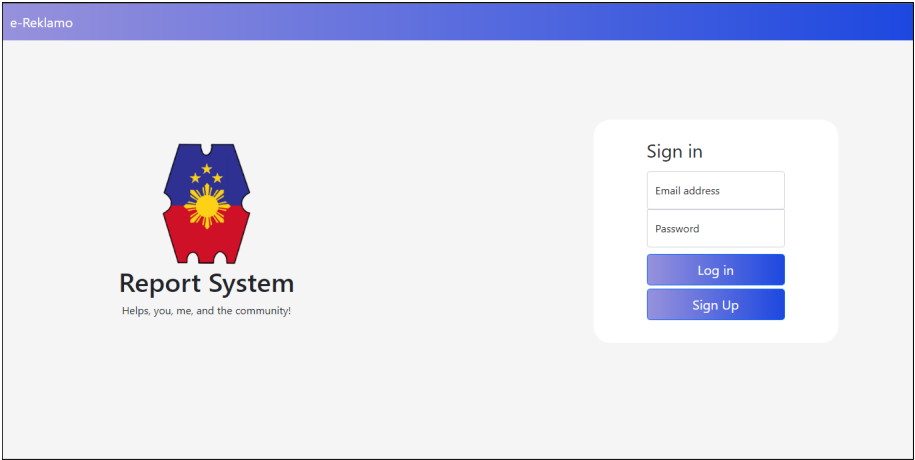 e-Reklamo
Report System
Helps, you, me, and the community!
Sign in
Email address
Password
Log in
Sign Up